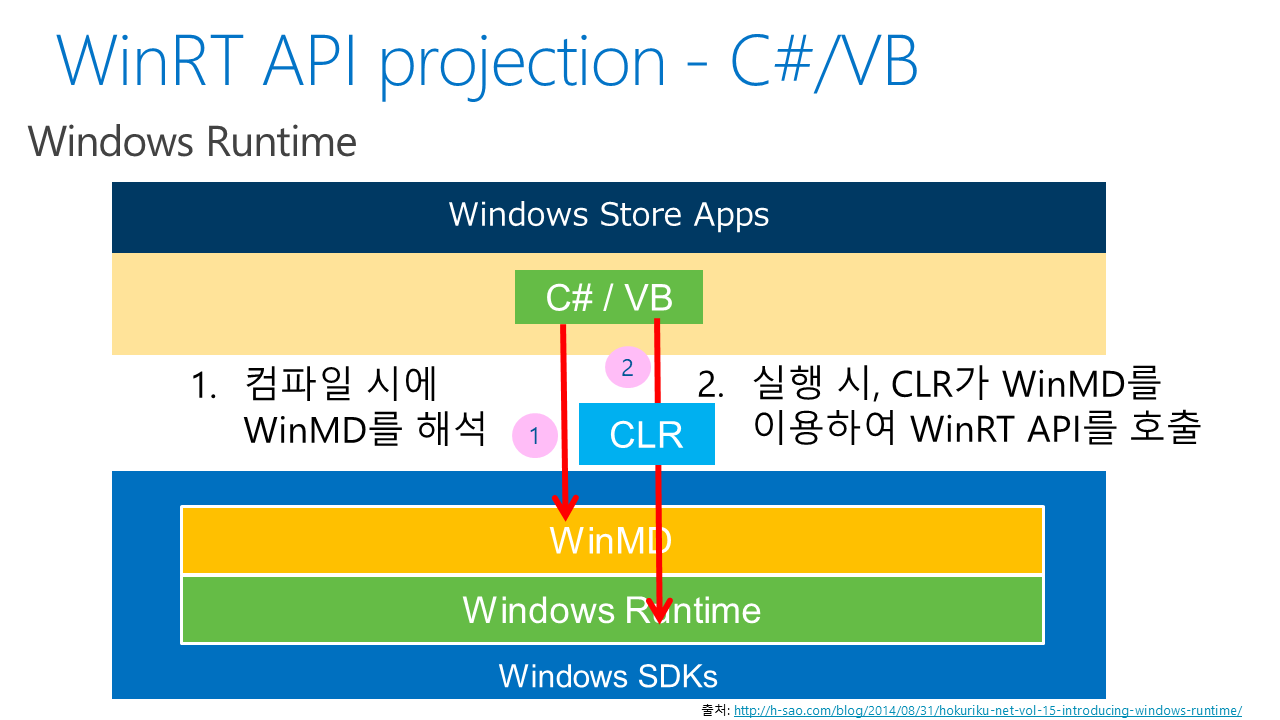 WinRT API projection - C#/VB
Windows Runtime
Windows Store Apps
C# / VB
1. 컴파일 시에
WinMD를 해석
1
2
CLR
2. 실행 시, CLR가 WinMD를
이용하여 WinRT API를 호출
WinMD
Windows Runtime
Windows SDKs
출처: http://h-sao.com/blog/2014/08/31/hokuriku-net-vol-15-introducing-windows-runtime/